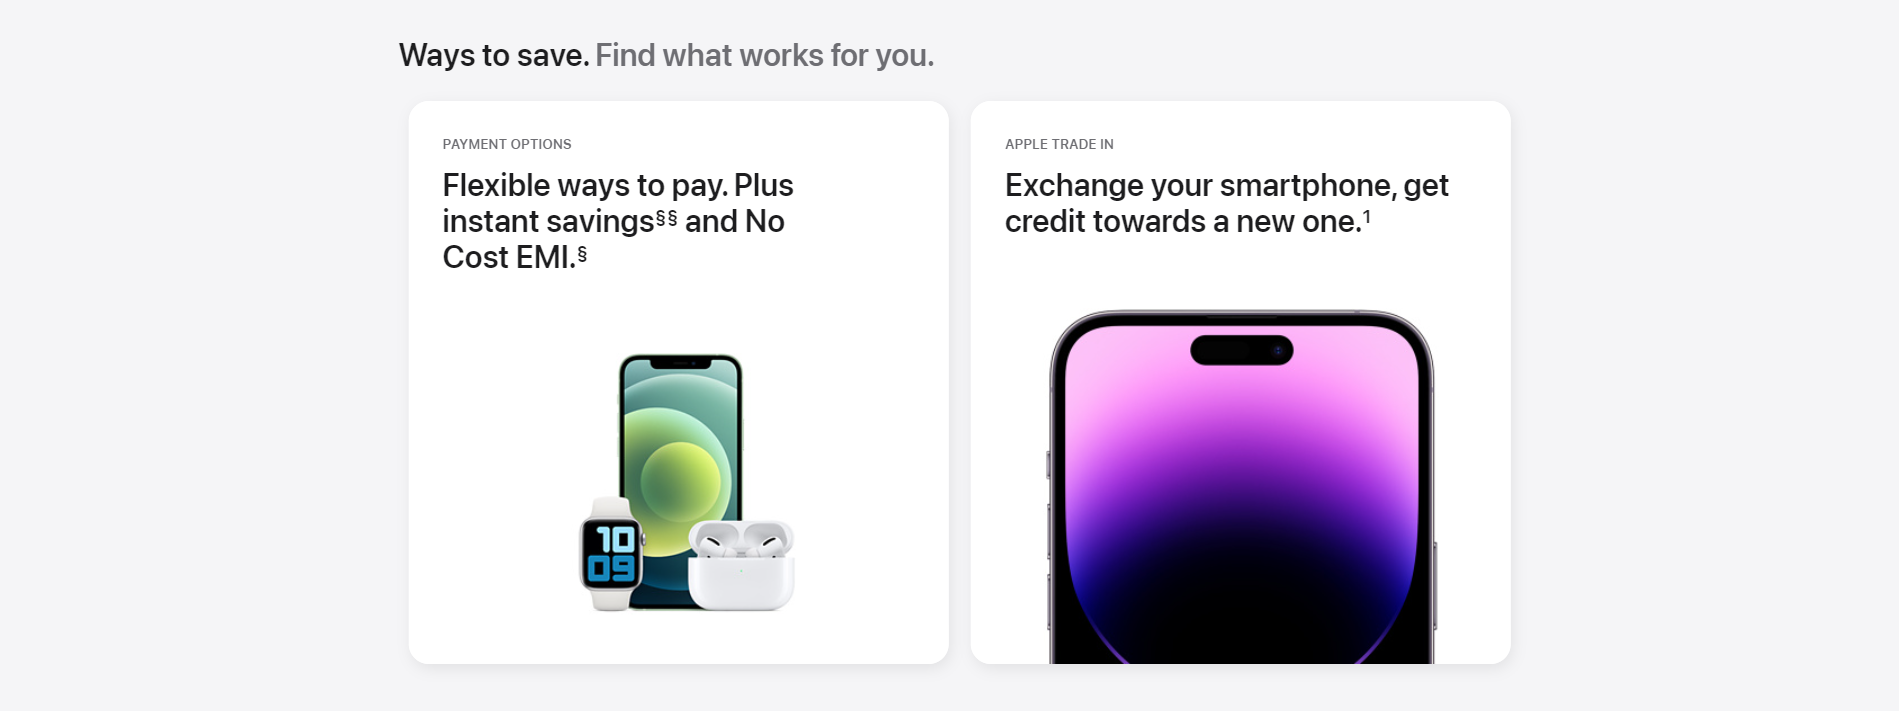 Ways to save. Find what works for you.
PAYMENT OPTIONS
Flexible ways to pay. Plus
instant savings§§ and No
Cost EMI.§
10
09
APPLE TRADE IN
Exchange your smartphone, get
credit towards a new one.¹